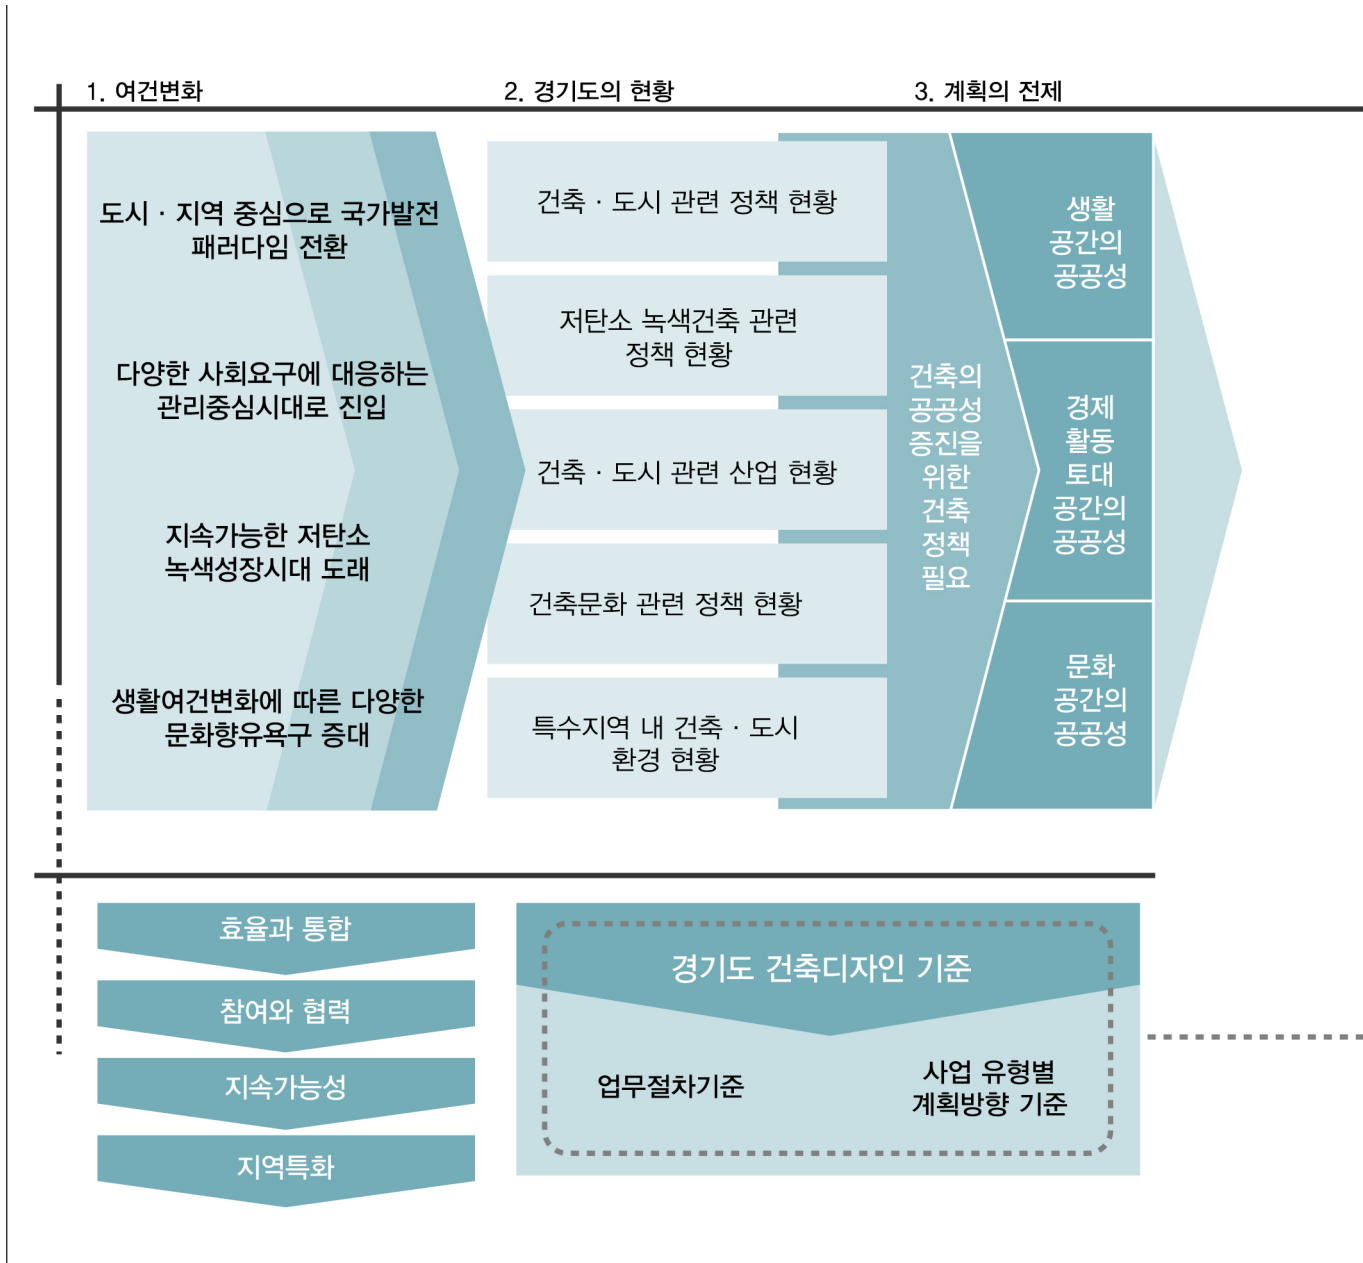 1. 여건변화
2. 경기도의 현황
3. 계획의 전제
도시 · 지역 중심으로 국가발전
패러다임 전환
다양한 사회요구에 대응하는
관리중심시대로 진입
지속가능한 저탄소
녹색성장시대 도래
생활여건변화에 따른 다양한
문화향유욕구 증대
건축 · 도시 관련 정책 현황
저탄소 녹색건축 관련
정책 현황
건축 · 도시 관련 산업 현황
건축문화 관련 정책 현황
특수지역 내 건축 · 도시
환경 현황
건축의
공공성
증진을
위한
건축
정책
필요
생활
공간의
공공성
경제
활동
토대
공간의
공공성
문화
공간의
공공성
효율과 통합
참여와 협력
지속가능성
지역특화
경기도 건축디자인 기준
업무절차기준
사업 유형별
계획방향 기준